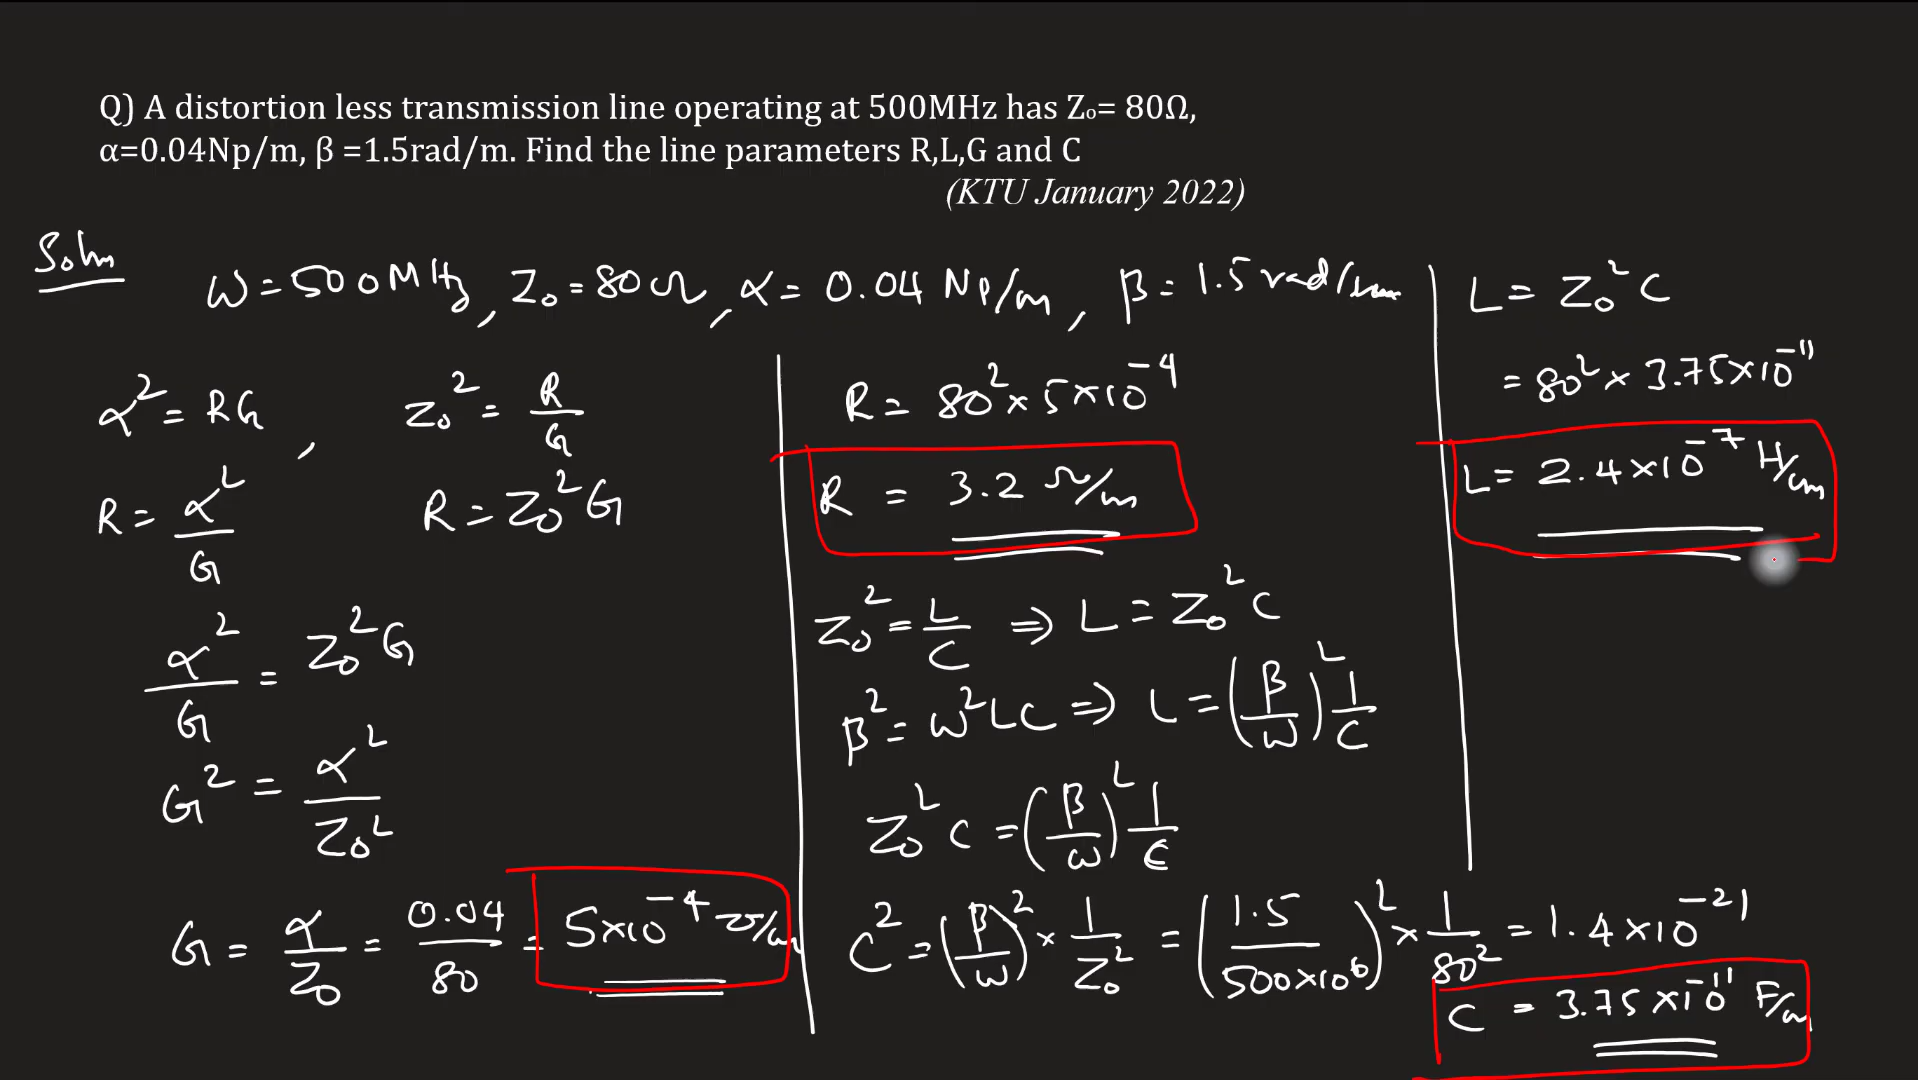 Q) A distortion less transmission line operating at 500MHz has Zₒ= 80Ω,
α=0.04Np/m, β =1.5rad/m. Find the line parameters R,L,G and C
(KTU January 2022)
Soln
W = 500MHz, Z₀ = 80Ω, α = 0.04 Np/m, β = 1.5 rad/m
α² = RG , Z₀² = R/G
R = α²/G R = Z₀²G
α²/G = Z₀²G
G² = α²/Z₀²
G = α/Z₀ = 0.04/80 = 5×10⁻⁴ ℧/m
R = 80² × 5×10⁻⁴
R = 3.2 Ω/m
Z₀² = L/C ⇒ L = Z₀²C
β² = W²LC ⇒ L = (β/W)² 1/C
Z₀²C = (β/W)² 1/C
C² = (β/W)² × 1/Z₀² = (1.5/500×10⁶)² × 1/80² = 1.4×10⁻²¹
C = 3.75×10⁻¹¹ F/m
L = Z₀²C
= 80² × 3.75×10⁻¹¹
L = 2.4×10⁻⁷ H/m